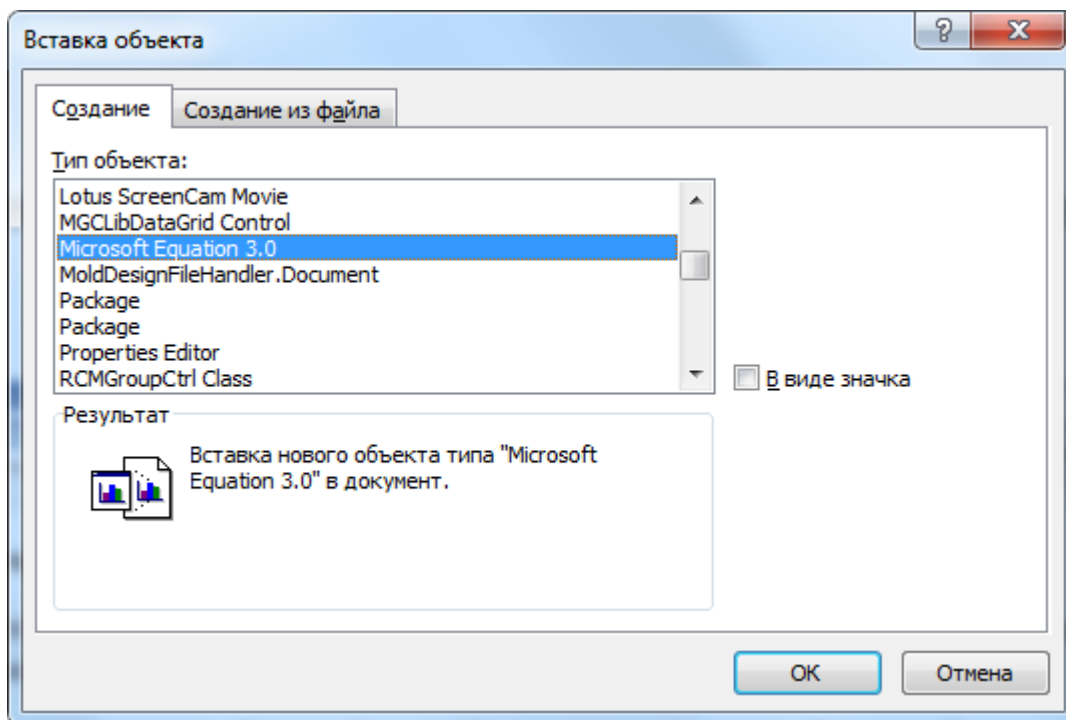 Вставка объекта
Создание
Создание из файла
Тип объекта:
Lotus ScreenCam Movie
MGCLibDataGrid Control
Microsoft Equation 3.0
MoldDesignFileHandler.Document
Package
Package
Properties Editor
RCMGroupCtrl Class
В виде значка
Результат
Вставка нового объекта типа "Microsoft
Equation 3.0" в документ.
ОК
Отмена